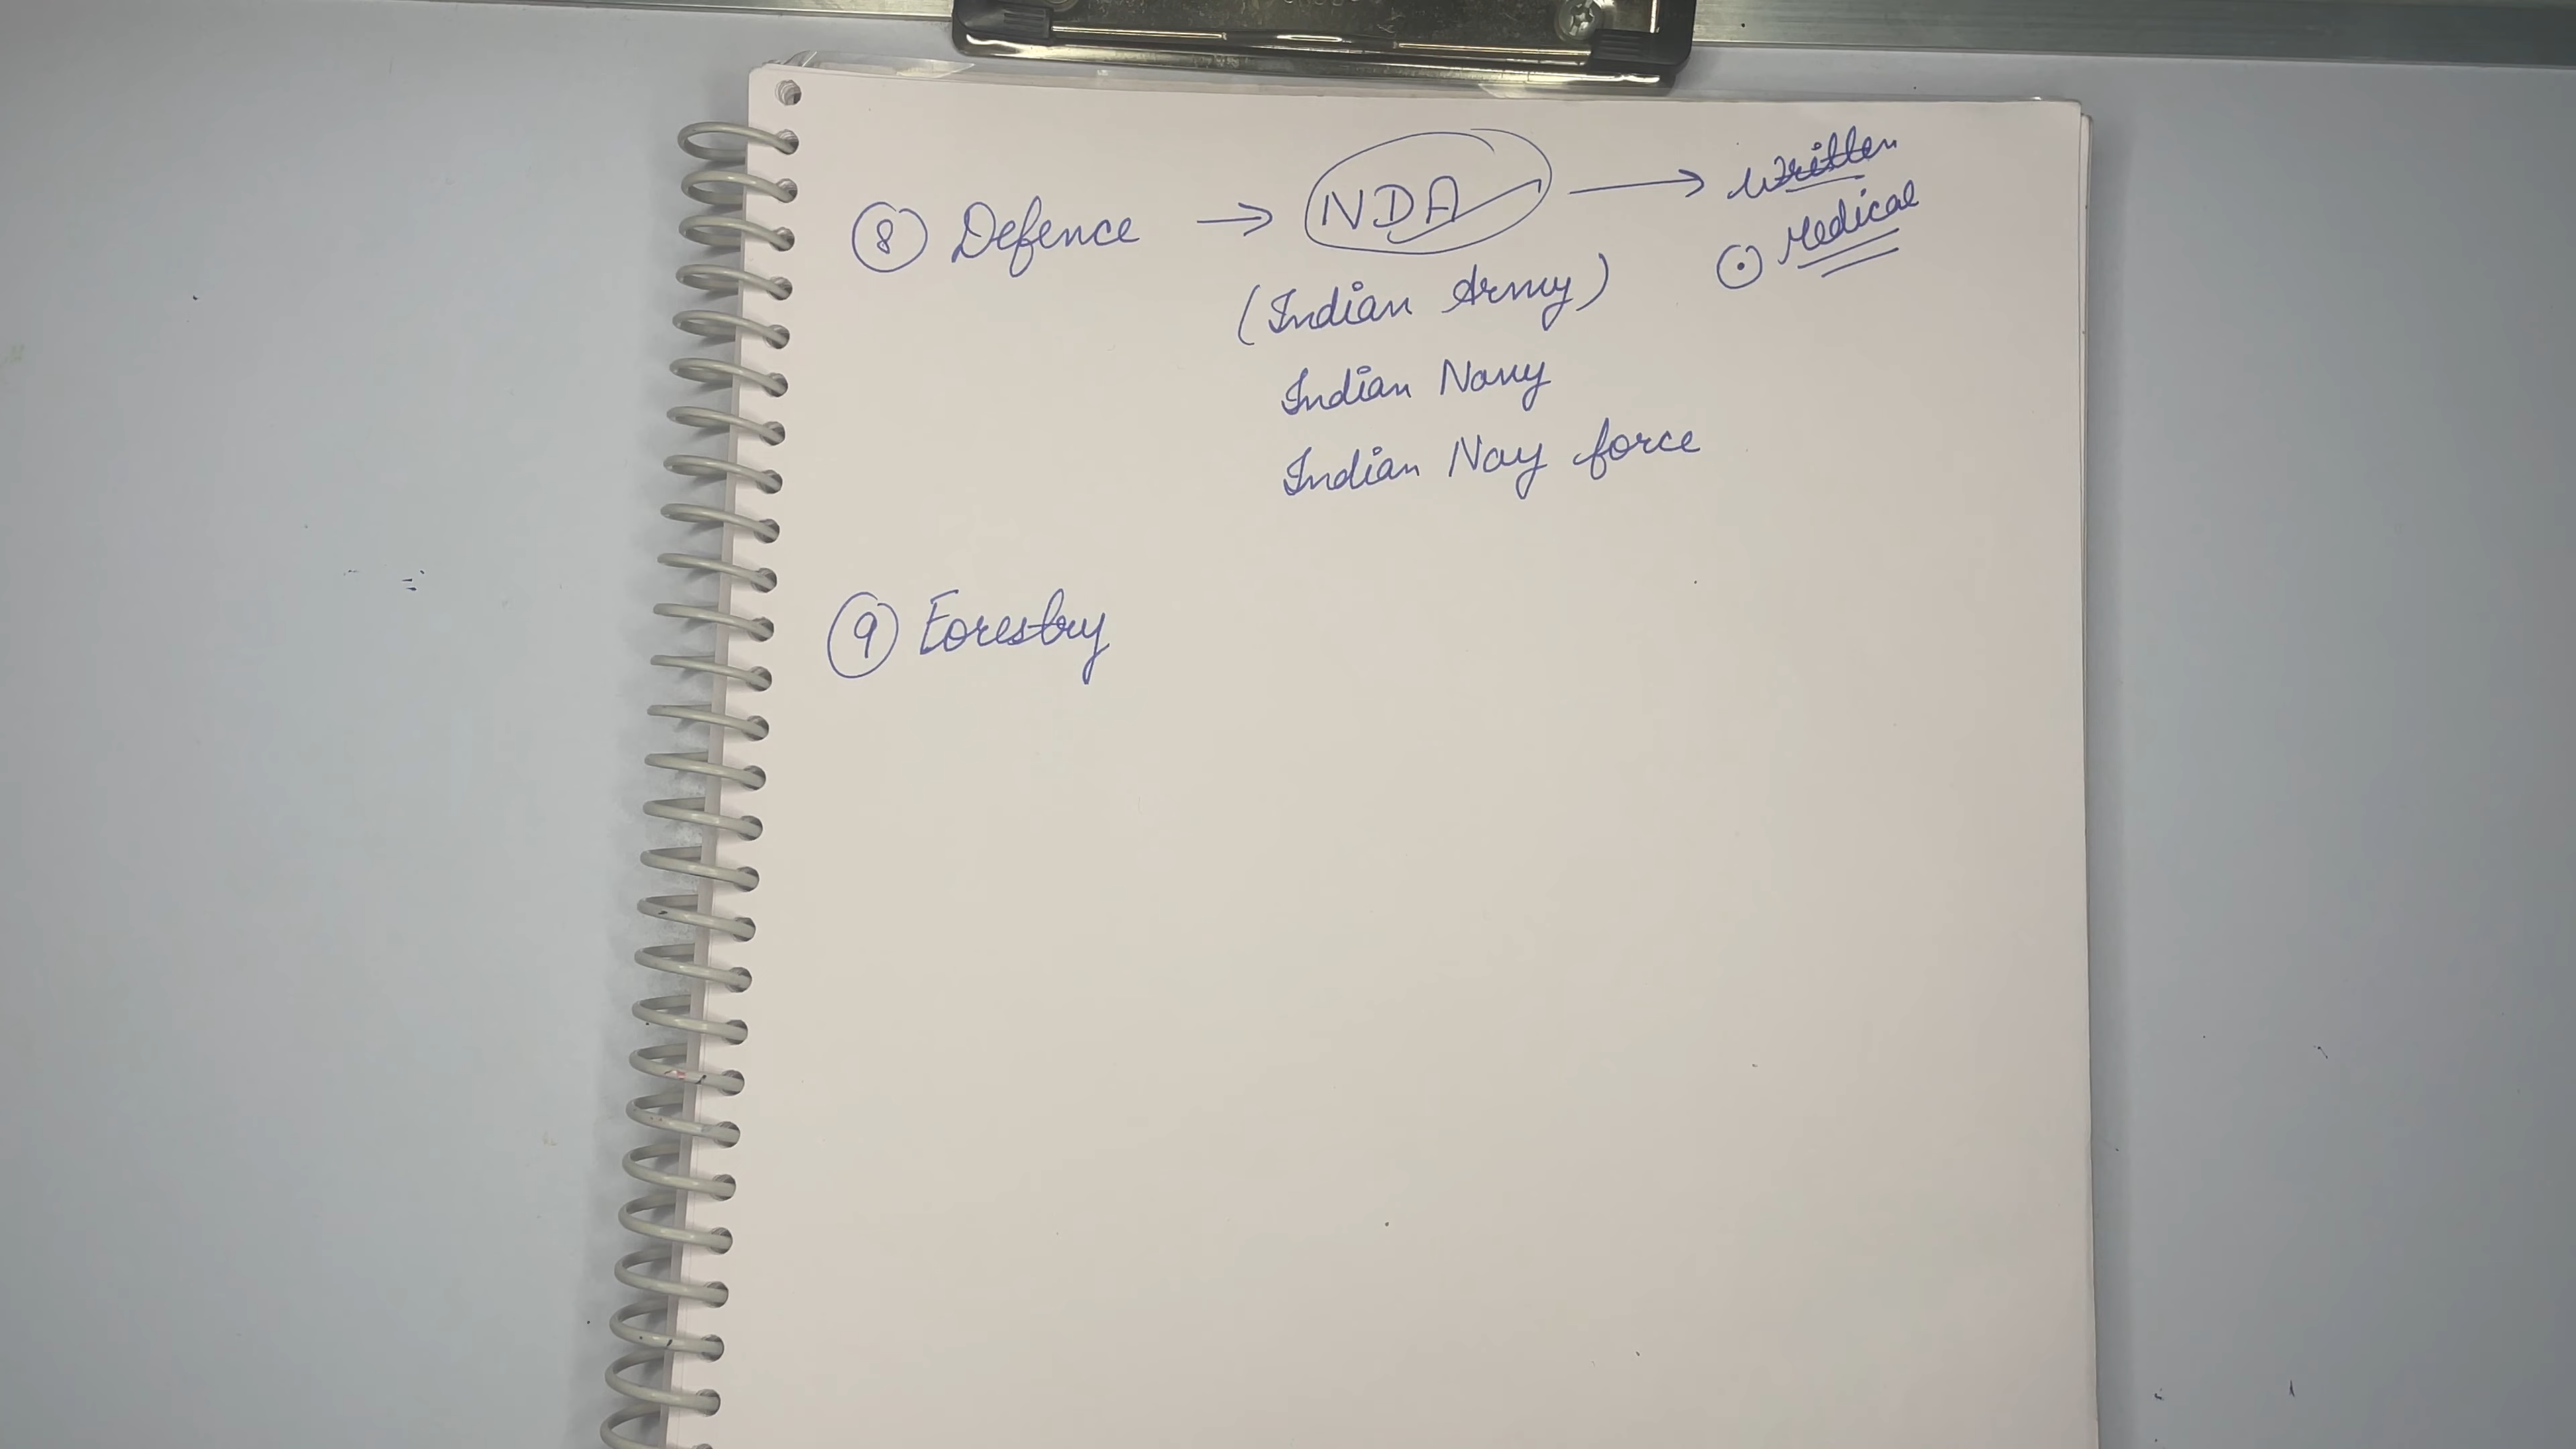 8 Defence → NDA → Written
Medical
(Indian Army)
Indian Navy
Indian Nay force
9 Forestry